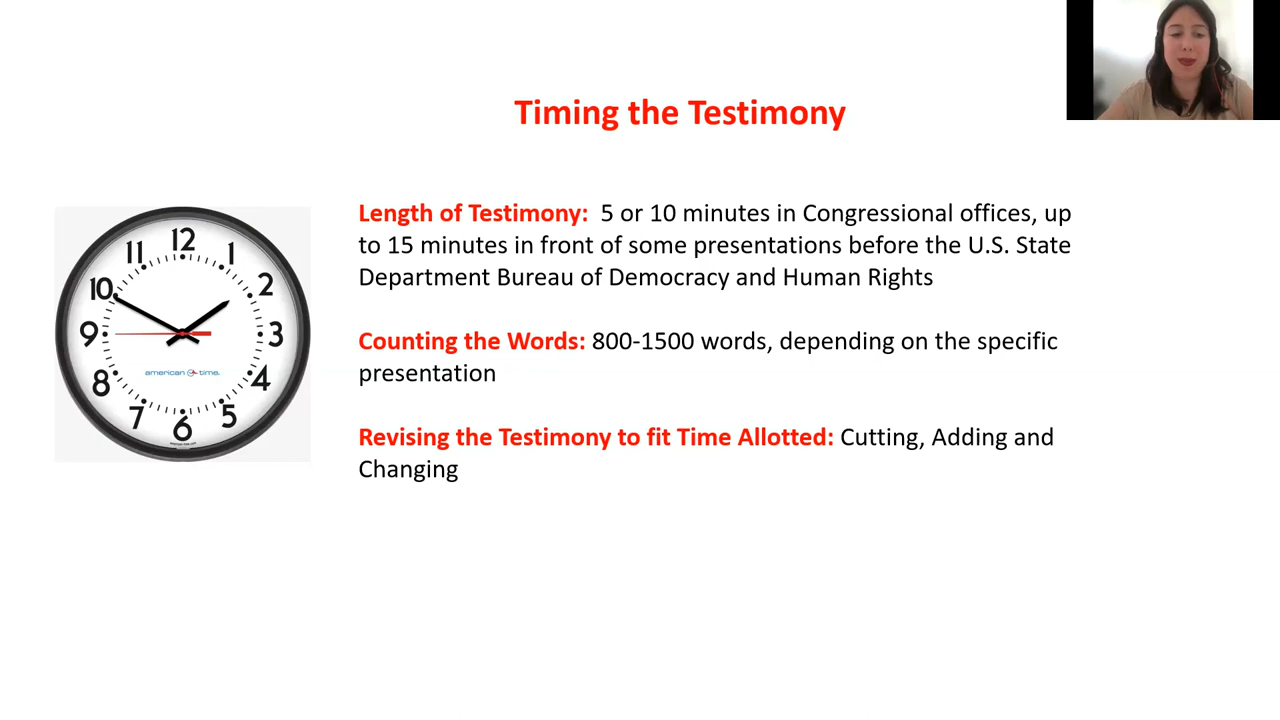 Timing the Testimony
Length of Testimony:  5 or 10 minutes in Congressional offices, up
to 15 minutes in front of some presentations before the U.S. State
Department Bureau of Democracy and Human Rights
Counting the Words: 800-1500 words, depending on the specific
presentation
Revising the Testimony to fit Time Allotted: Cutting, Adding and
Changing
12
11 1
10 2
9 3
american time.
8 4
7 5
6